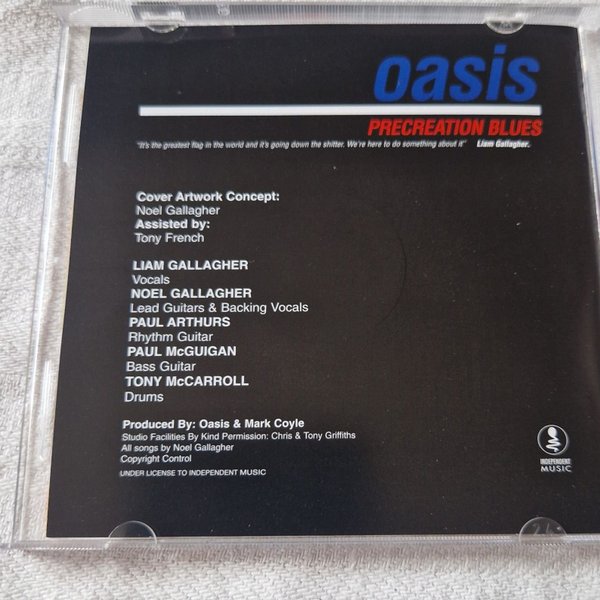 oasis
PRECREATION BLUES
"It's the greatest flag in the world and it's going down the shitter. We're here to do something about it" Liam Gallagher.
Cover Artwork Concept:
Noel Gallagher
Assisted by:
Tony French
LIAM GALLAGHER
Vocals
NOEL GALLAGHER
Lead Guitars & Backing Vocals
PAUL ARTHURS
Rhythm Guitar
PAUL McGUIGAN
Bass Guitar
TONY McCARROLL
Drums
Produced By: Oasis & Mark Coyle
Studio Facilities By Kind Permission: Chris & Tony Griffiths
All songs by Noel Gallagher
Copyright Control
UNDER LICENSE TO INDEPENDENT MUSIC
INDEPENDENT
MUSIC